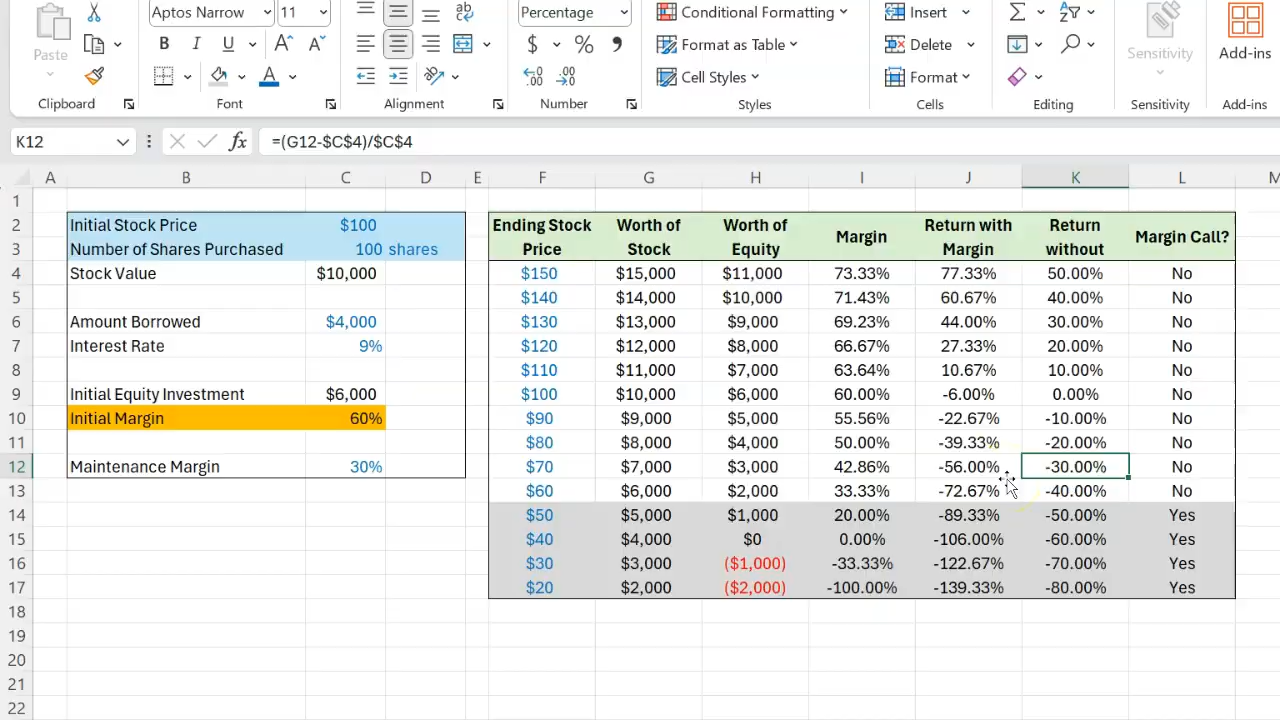 Aptos Narrow 11 ab Percentage Conditional Formatting Insert
Paste B I U A A $ % Format as Table Delete Sensitivity Add-ins
A Cell Styles Format
Clipboard Font Alignment Number Styles Cells Editing Sensitivity Add-ins
K12 fx =(G12-$C$4)/$C$4
A B C D E F G H I J K L M
1
2 Initial Stock Price $100 Ending Stock Worth of Worth of Margin Return with Return Margin Call?
3 Number of Shares Purchased 100 shares Price Stock Equity Margin without
4 Stock Value $10,000 $150 $15,000 $11,000 73.33% 77.33% 50.00% No
5 $140 $14,000 $10,000 71.43% 60.67% 40.00% No
6 Amount Borrowed $4,000 $130 $13,000 $9,000 69.23% 44.00% 30.00% No
7 Interest Rate 9% $120 $12,000 $8,000 66.67% 27.33% 20.00% No
8 $110 $11,000 $7,000 63.64% 10.67% 10.00% No
9 Initial Equity Investment $6,000 $100 $10,000 $6,000 60.00% -6.00% 0.00% No
10 Initial Margin 60% $90 $9,000 $5,000 55.56% -22.67% -10.00% No
11 $80 $8,000 $4,000 50.00% -39.33% -20.00% No
12 Maintenance Margin 30% $70 $7,000 $3,000 42.86% -56.00% -30.00% No
13 $60 $6,000 $2,000 33.33% -72.67% -40.00% No
14 $50 $5,000 $1,000 20.00% -89.33% -50.00% Yes
15 $40 $4,000 $0 0.00% -106.00% -60.00% Yes
16 $30 $3,000 ($1,000) -33.33% -122.67% -70.00% Yes
17 $20 $2,000 ($2,000) -100.00% -139.33% -80.00% Yes
18
19
20
21
22